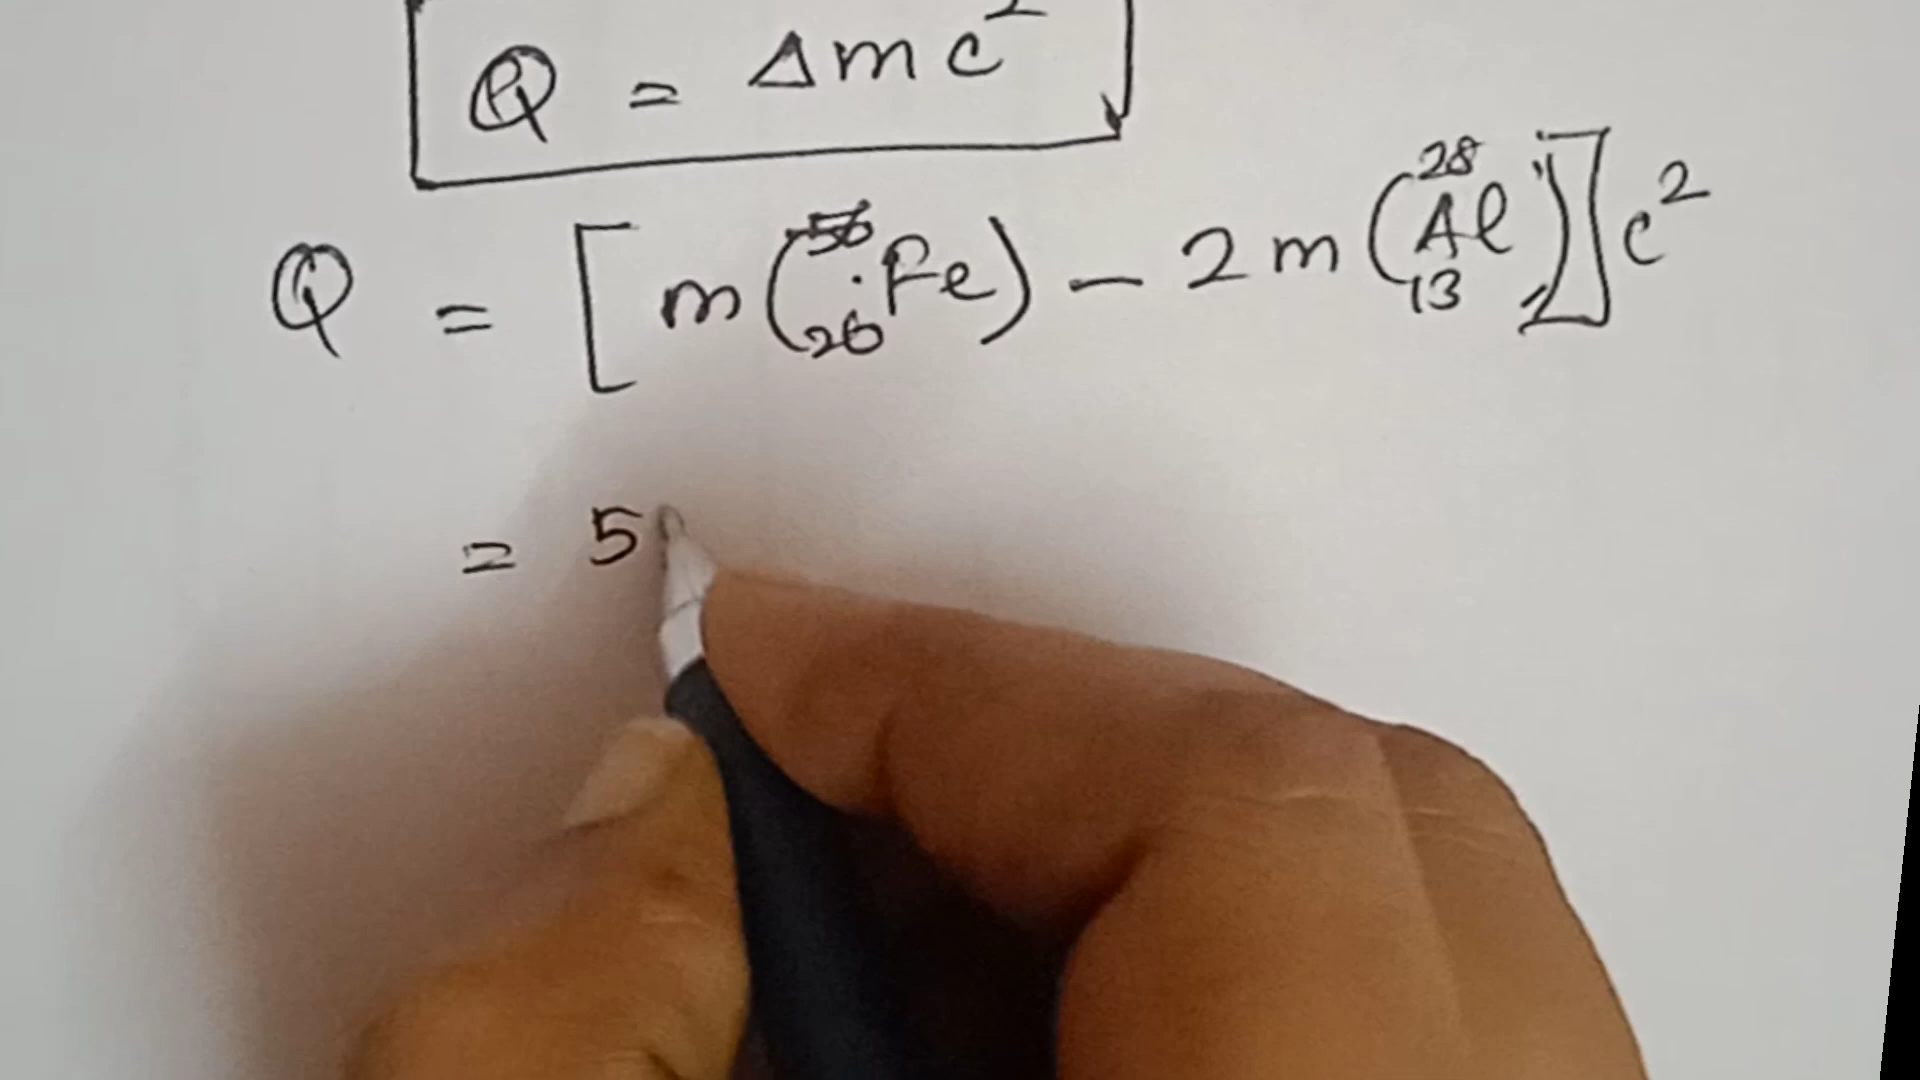 Q = Δmc²
Q = [m(⁵⁶₂₆Fe) - 2m(²⁸₁₃Al)]c²
= 5